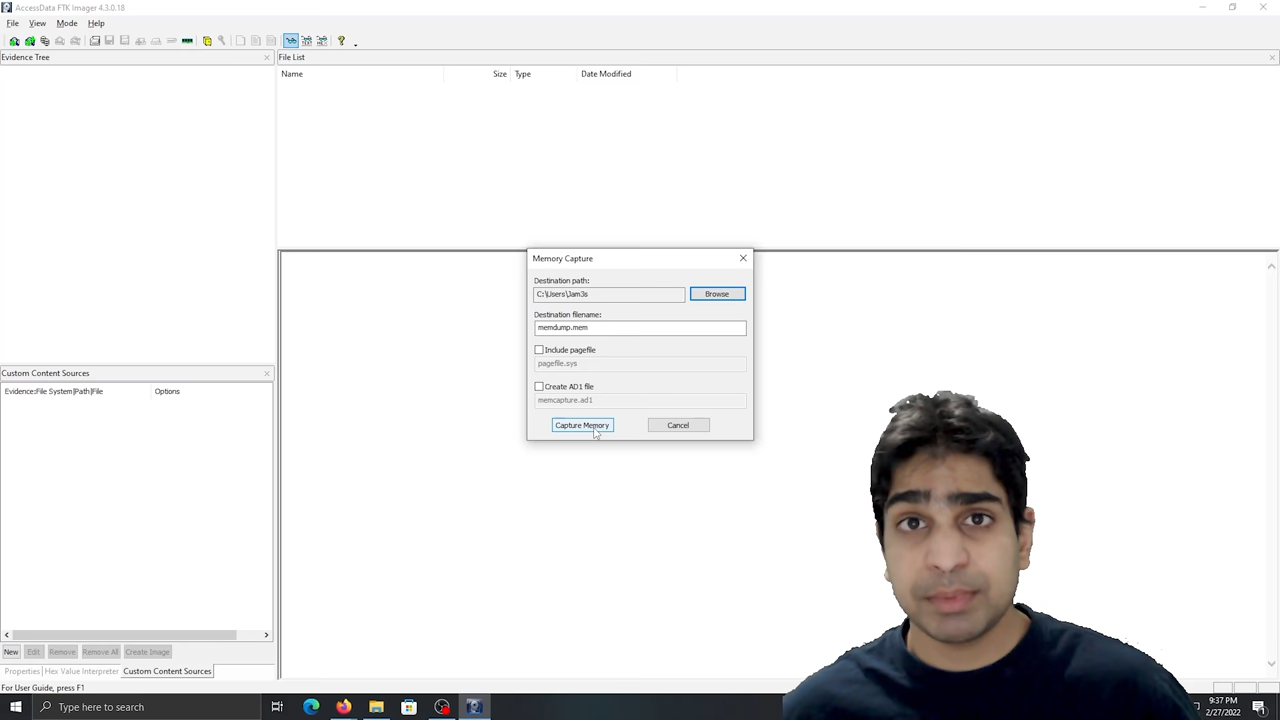 AccessData FTK Imager 4.3.0.18
File View Mode Help
Evidence Tree
File List
Name Size Type Date Modified
Memory Capture
Destination path:
C:\Users\Jam3s Browse
Destination filename:
memdump.mem
Include pagefile
pagefile.sys
Create AD1 file
memcapture.ad1
Capture Memory Cancel
Custom Content Sources
Evidence:File System|Path|File Options
New Edit Remove Remove All Create Image
Properties Hex Value Interpreter Custom Content Sources
For User Guide, press F1
Type here to search
9:37 PM
2/27/2022